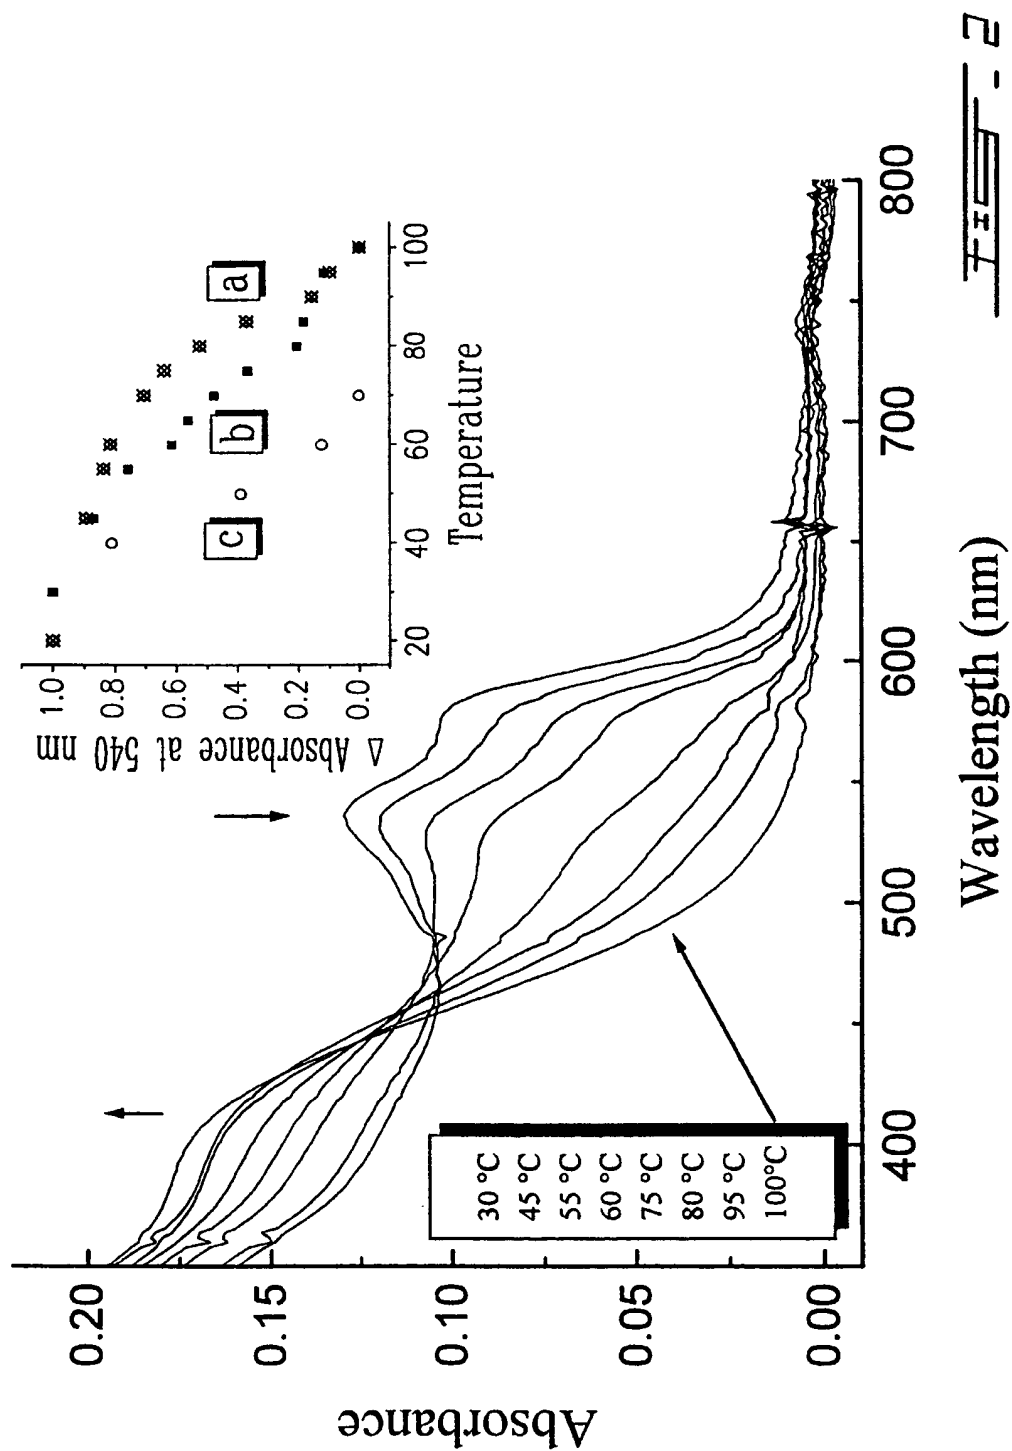 Absorbance
0.20
0.15
0.10
0.05
0.00
400
500
600
700
800
Wavelength (nm)
30 °C
45 °C
55 °C
60 °C
75 °C
80 °C
95 °C
100°C
Δ Absorbance at 540 nm
1.0
0.8
0.6
0.4
0.2
0.0
20
40
60
80
100
Temperature
a
b
c
FIG - 2